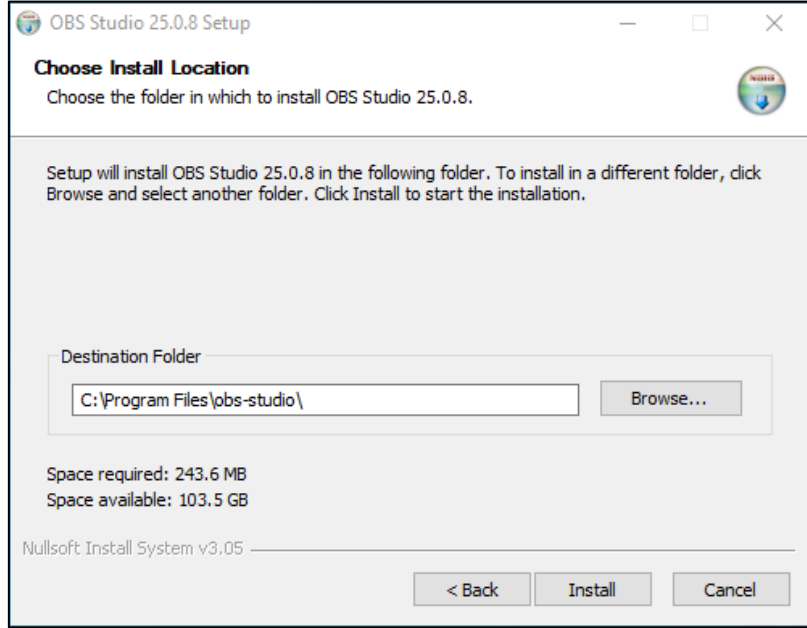 OBS Studio 25.0.8 Setup
Choose Install Location
Choose the folder in which to install OBS Studio 25.0.8.
Setup will install OBS Studio 25.0.8 in the following folder. To install in a different folder, click
Browse and select another folder. Click Install to start the installation.
Destination Folder
C:\Program Files\obs-studio\
Browse...
Space required: 243.6 MB
Space available: 103.5 GB
Nullsoft Install System v3.05
< Back
Install
Cancel